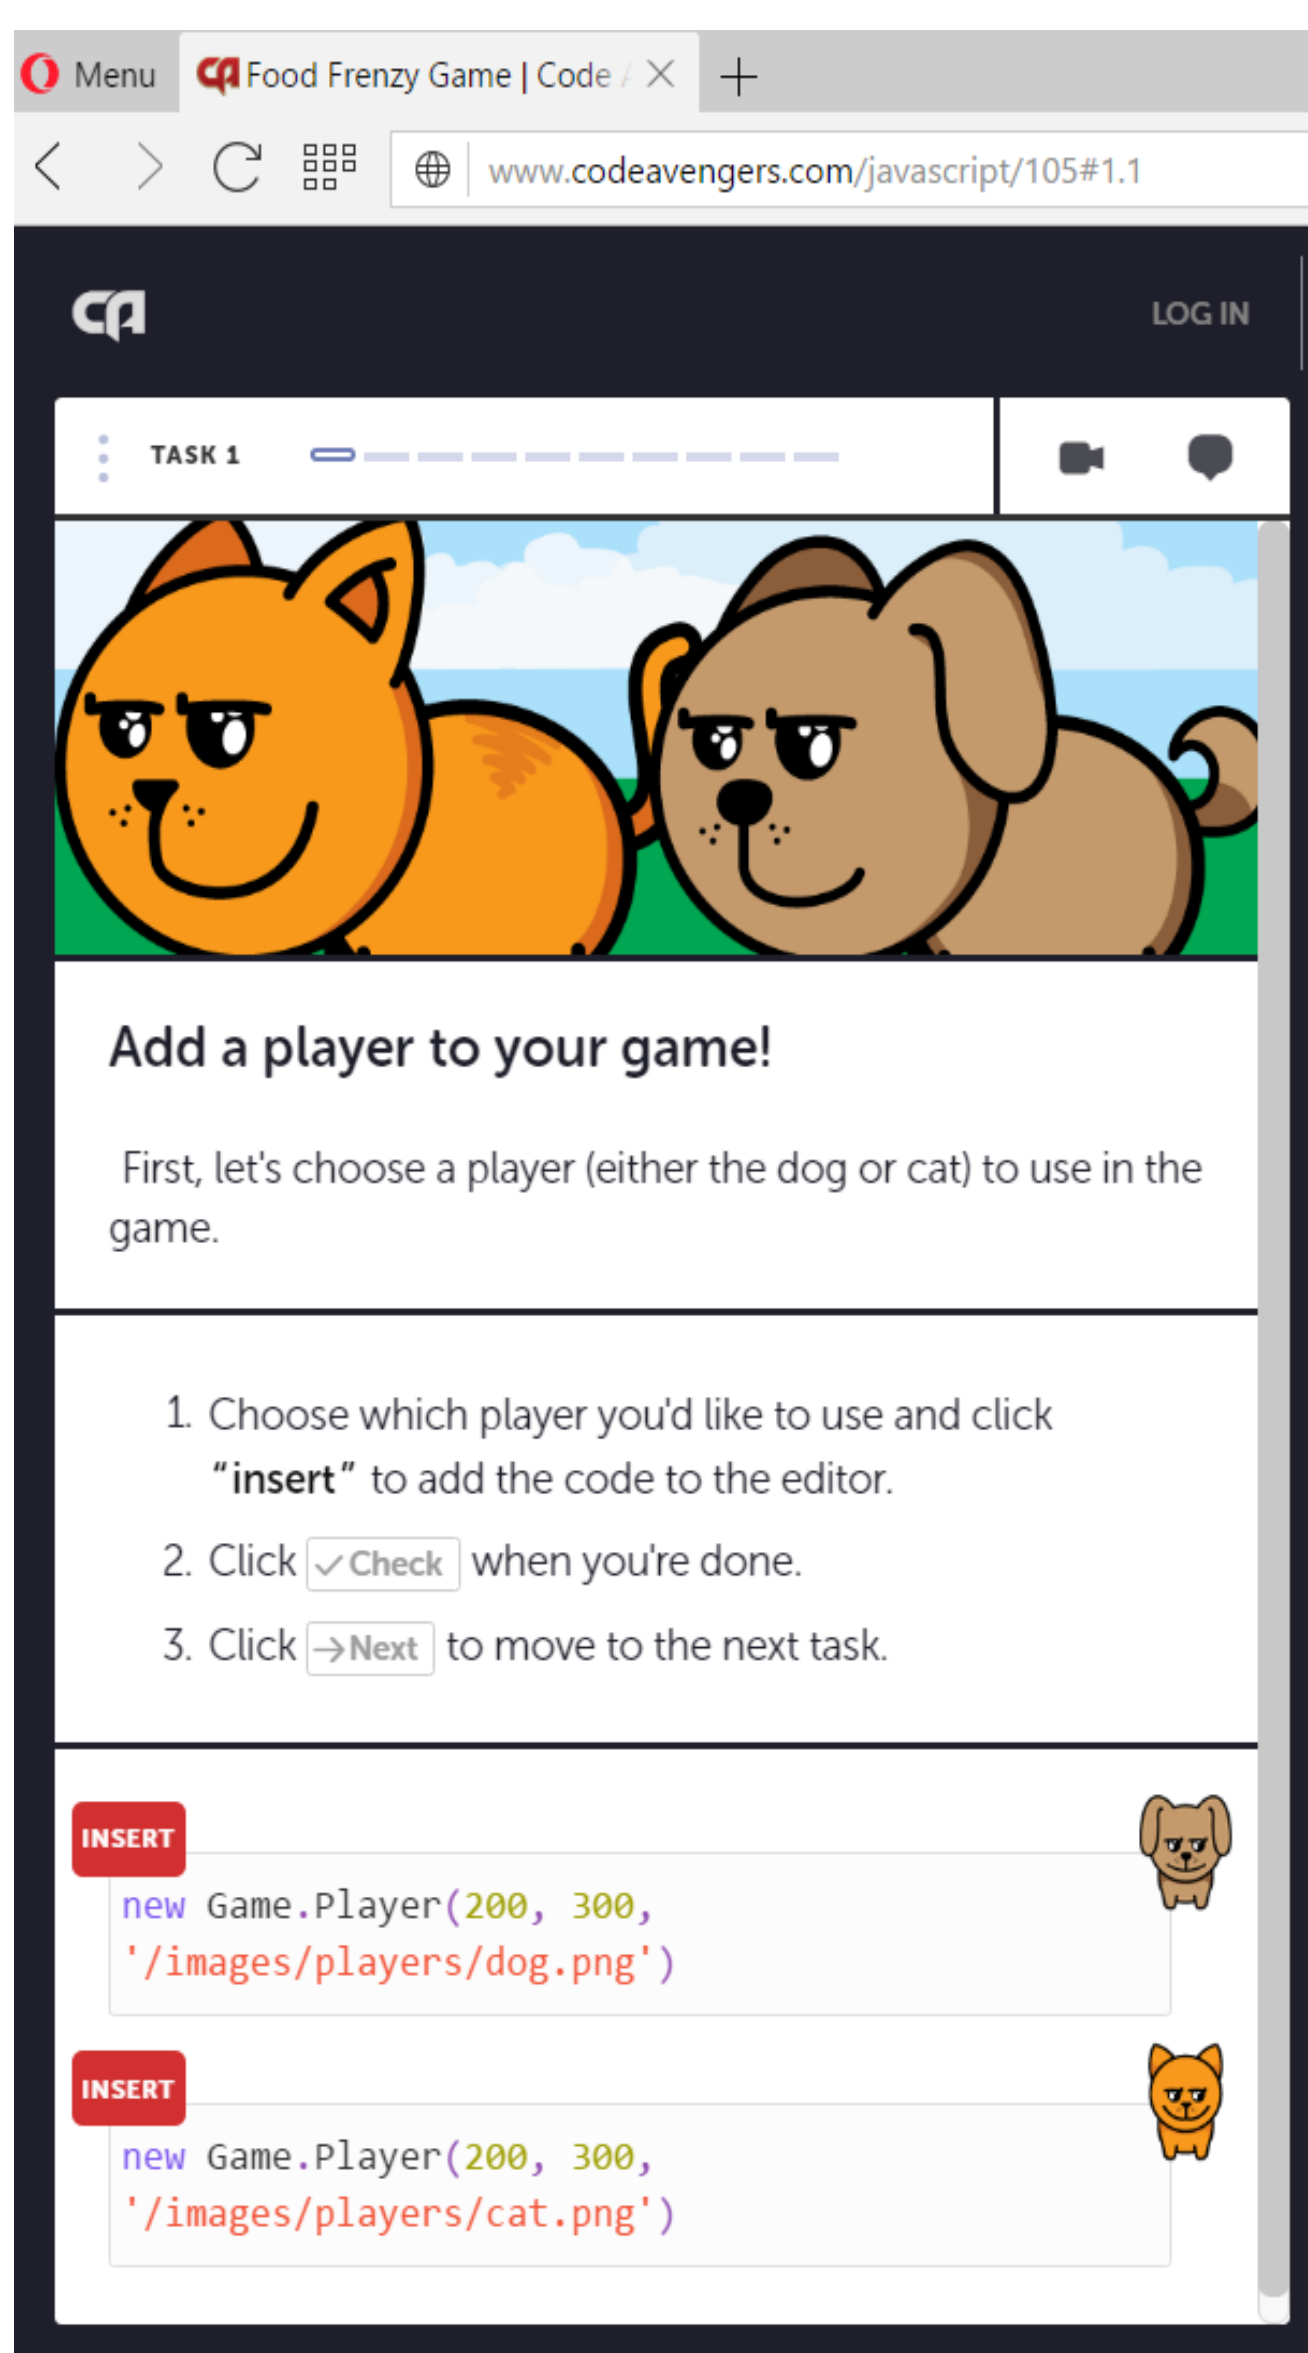 Menu
Food Frenzy Game | Code
www.codeavengers.com/javascript/105#1.1
CA
LOG IN
TASK 1
Add a player to your game!
First, let's choose a player (either the dog or cat) to use in the
game.
1. Choose which player you'd like to use and click
“insert” to add the code to the editor.
2. Click ✓Check when you're done.
3. Click →Next to move to the next task.
INSERT
new Game.Player(200, 300,
'/images/players/dog.png')
INSERT
new Game.Player(200, 300,
'/images/players/cat.png')